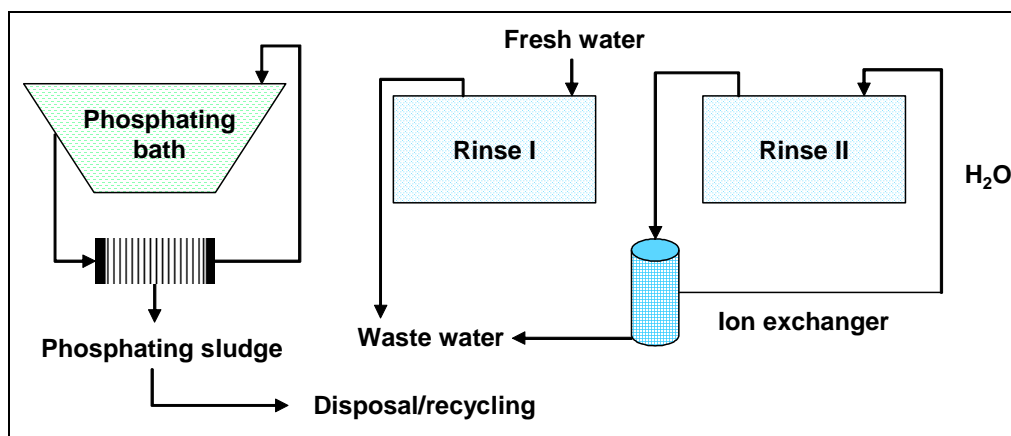 Fresh water
Phosphating
bath
Rinse I
Rinse II
H₂O
Ion exchanger
Waste water
Phosphating sludge
Disposal/recycling